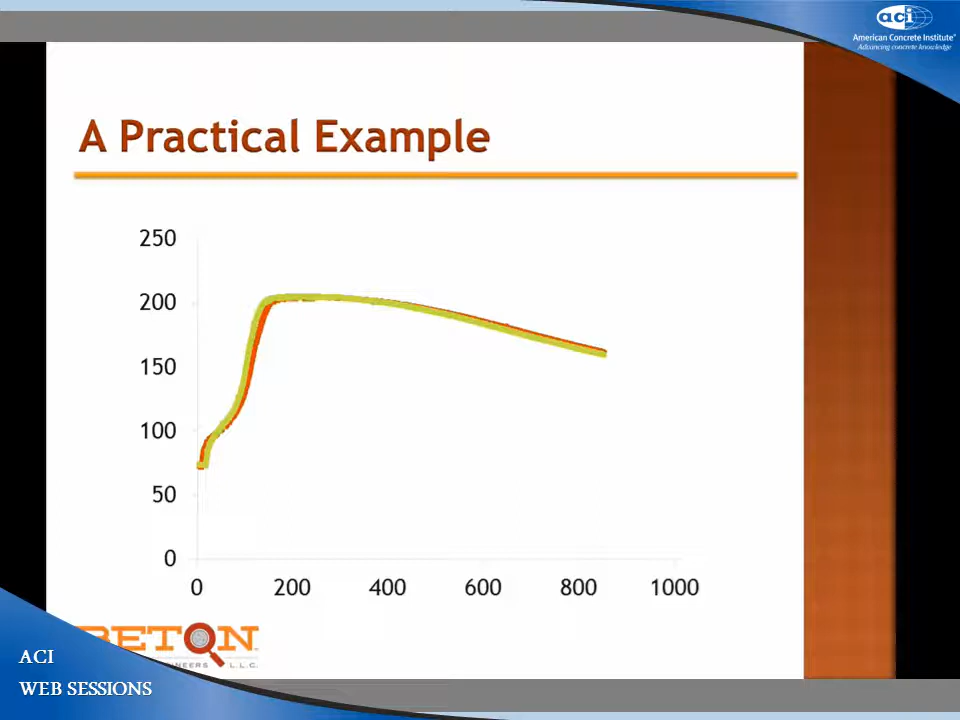 aci
American Concrete Institute®
Advancing concrete knowledge
A Practical Example
250
200
150
100
50
0
0 200 400 600 800 1000
BETON
L.L.C.
ACI
WEB SESSIONS